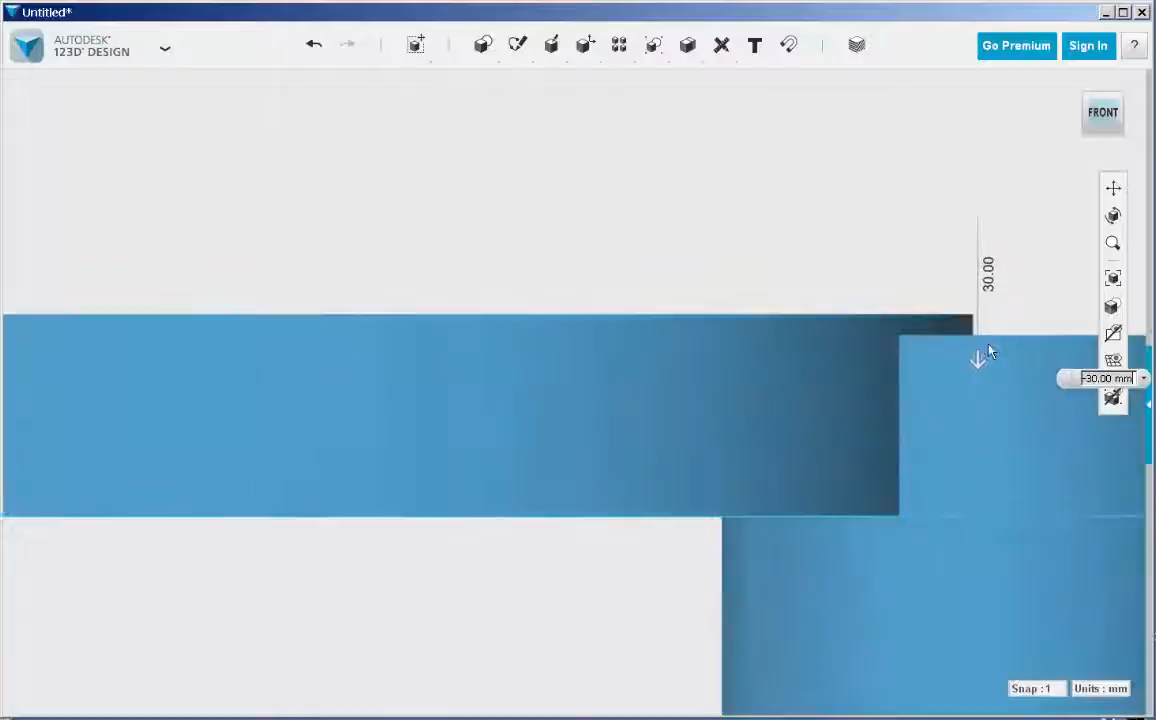 Untitled*
AUTODESK®
123D® DESIGN
Go Premium
Sign In
?
FRONT
30.00
-30.00 mm
Snap : 1
Units : mm